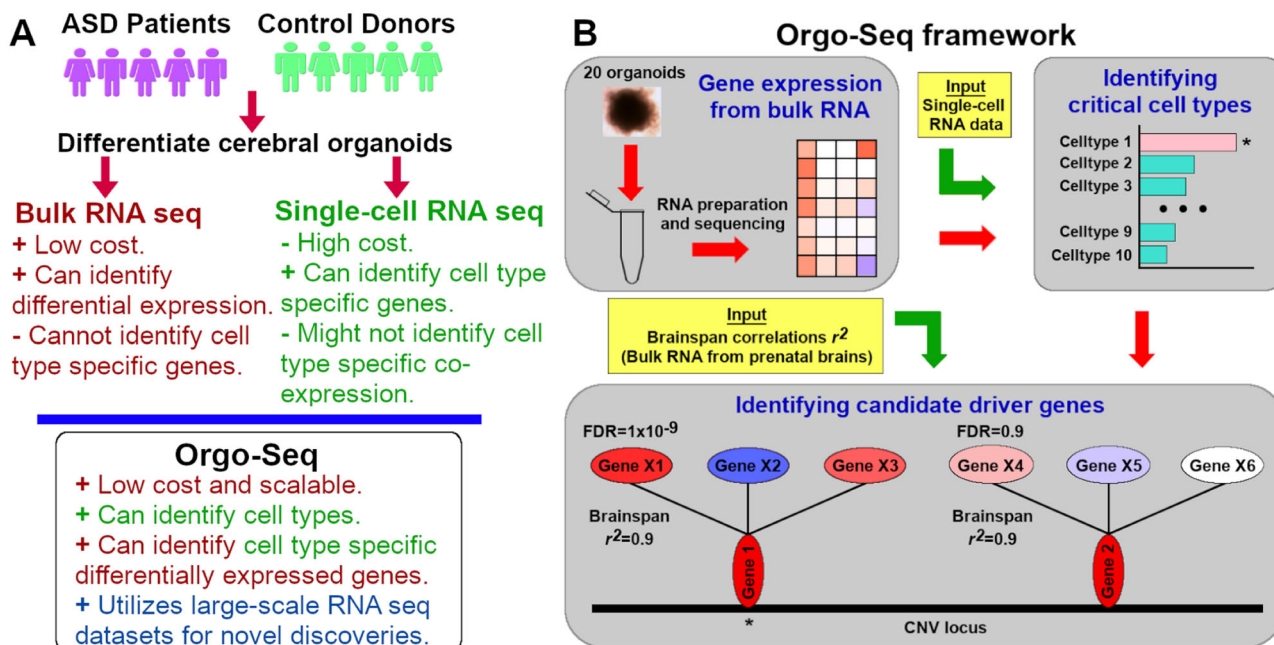 A
ASD Patients
Control Donors
Differentiate cerebral organoids
Bulk RNA seq
+ Low cost.
+ Can identify
differential expression.
- Cannot identify cell
type specific genes.
Single-cell RNA seq
- High cost.
+ Can identify cell type
specific genes.
- Might not identify cell
type specific co-
expression.
Orgo-Seq
+ Low cost and scalable.
+ Can identify cell types.
+ Can identify cell type specific
differentially expressed genes.
+ Utilizes large-scale RNA seq
datasets for novel discoveries.
B
Orgo-Seq framework
20 organoids
Gene expression
from bulk RNA
RNA preparation
and sequencing
Input
Single-cell
RNA data
Identifying
critical cell types
Celltype 1
*
Celltype 2
Celltype 3
• • •
Celltype 9
Celltype 10
Input
Brainspan correlations r²
(Bulk RNA from prenatal brains)
Identifying candidate driver genes
FDR=1x10⁻⁹
FDR=0.9
Gene X1
Gene X2
Gene X3
Gene X4
Gene X5
Gene X6
Brainspan
r²=0.9
Brainspan
r²=0.9
Gene 1
Gene 2
*
CNV locus